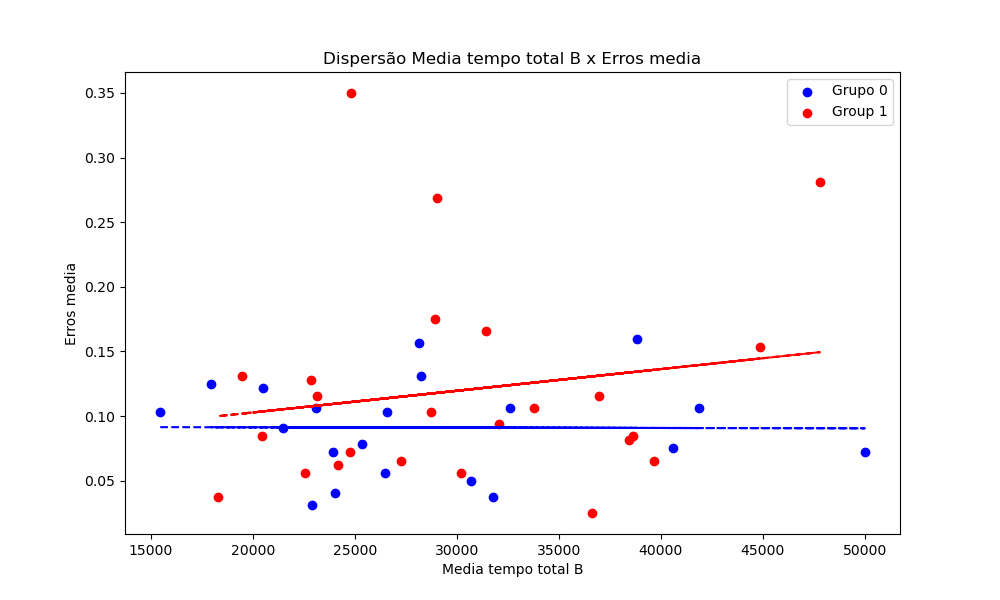 Dispersão Media tempo total B x Erros media
Grupo 0
Group 1
0.35
0.30
0.25
0.20
0.15
0.10
0.05
Erros media
15000 20000 25000 30000 35000 40000 45000 50000
Media tempo total B